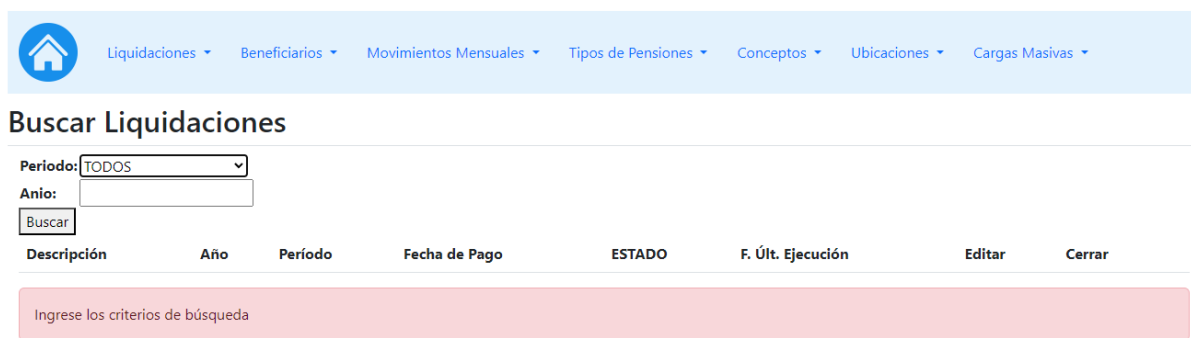 Liquidaciones Beneficiarios Movimientos Mensuales Tipos de Pensiones Conceptos Ubicaciones Cargas Masivas
Buscar Liquidaciones
Periodo: TODOS
Anio:
Buscar
Descripción Año Período Fecha de Pago ESTADO F. Últ. Ejecución Editar Cerrar
Ingrese los criterios de búsqueda